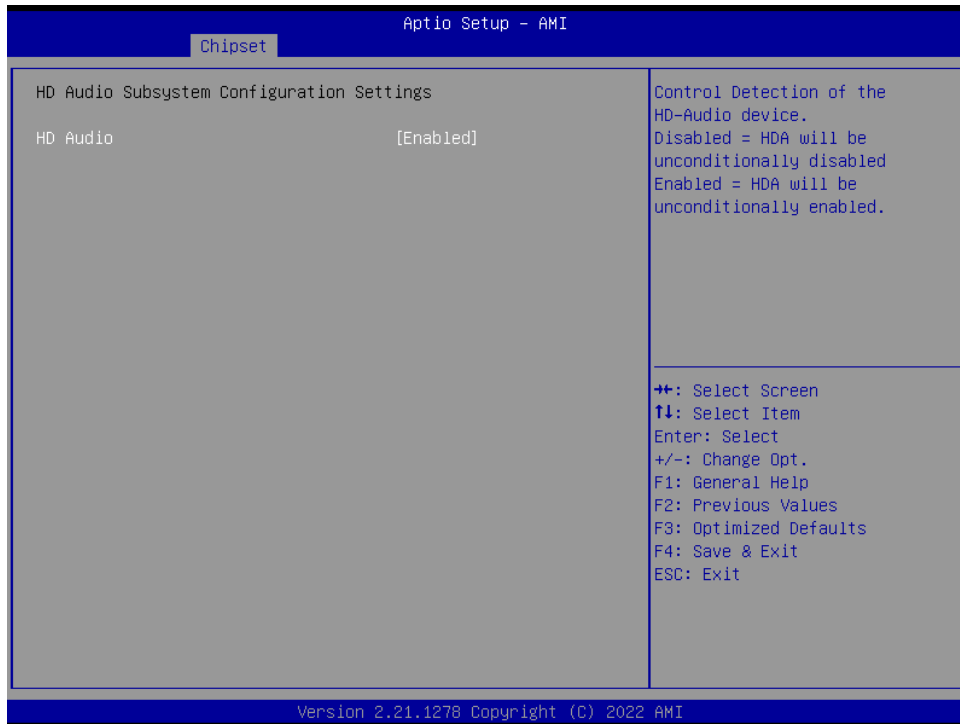 Aptio Setup – AMI
Chipset
HD Audio Subsystem Configuration Settings
HD Audio [Enabled]
Control Detection of the
HD-Audio device.
Disabled = HDA will be
unconditionally disabled
Enabled = HDA will be
unconditionally enabled.
→←: Select Screen
↑↓: Select Item
Enter: Select
+/-: Change Opt.
F1: General Help
F2: Previous Values
F3: Optimized Defaults
F4: Save & Exit
ESC: Exit
Version 2.21.1278 Copyright (C) 2022 AMI